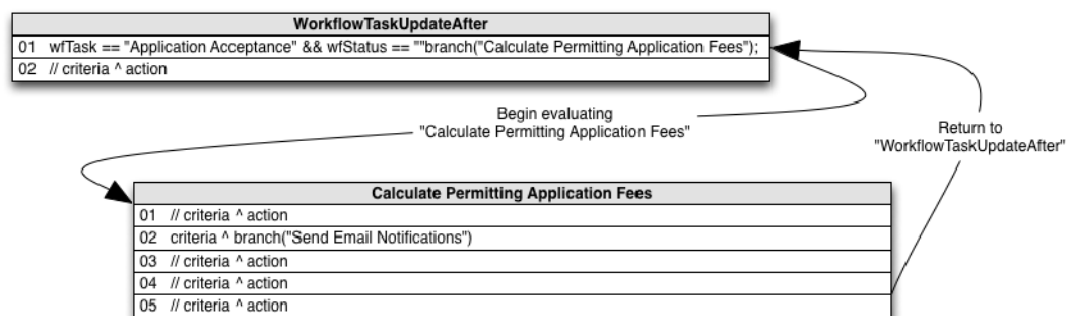 WorkflowTaskUpdateAfter
01 wfTask == "Application Acceptance" && wfStatus == ""branch("Calculate Permitting Application Fees");
02 // criteria ^ action
Begin evaluating
"Calculate Permitting Application Fees"
Return to
"WorkflowTaskUpdateAfter"
Calculate Permitting Application Fees
01 // criteria ^ action
02 criteria ^ branch("Send Email Notifications")
03 // criteria ^ action
04 // criteria ^ action
05 // criteria ^ action